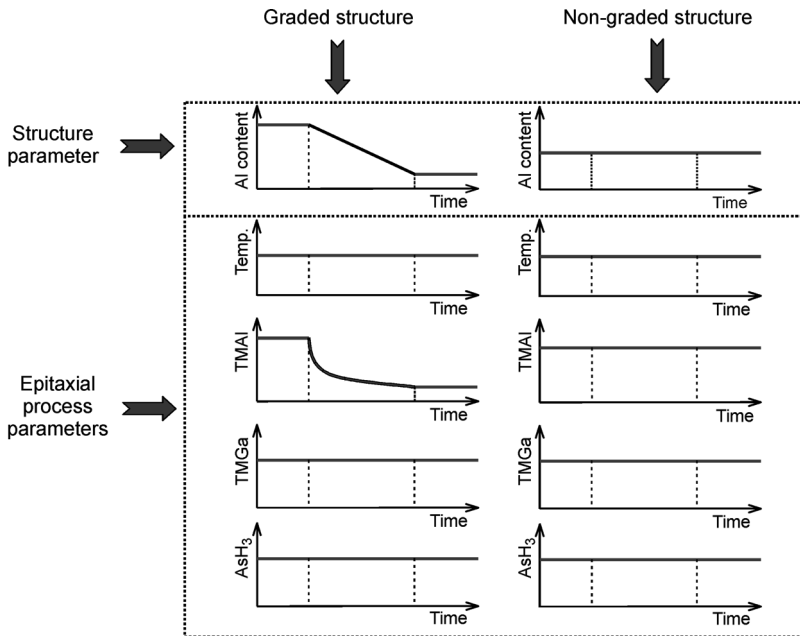 Graded structure
Non-graded structure
Structure
parameter
Al content
Time
Al content
Time
Temp.
Time
Temp.
Time
Epitaxial
process
parameters
TMAl
Time
TMAl
Time
TMGa
Time
TMGa
Time
AsH₃
Time
AsH₃
Time